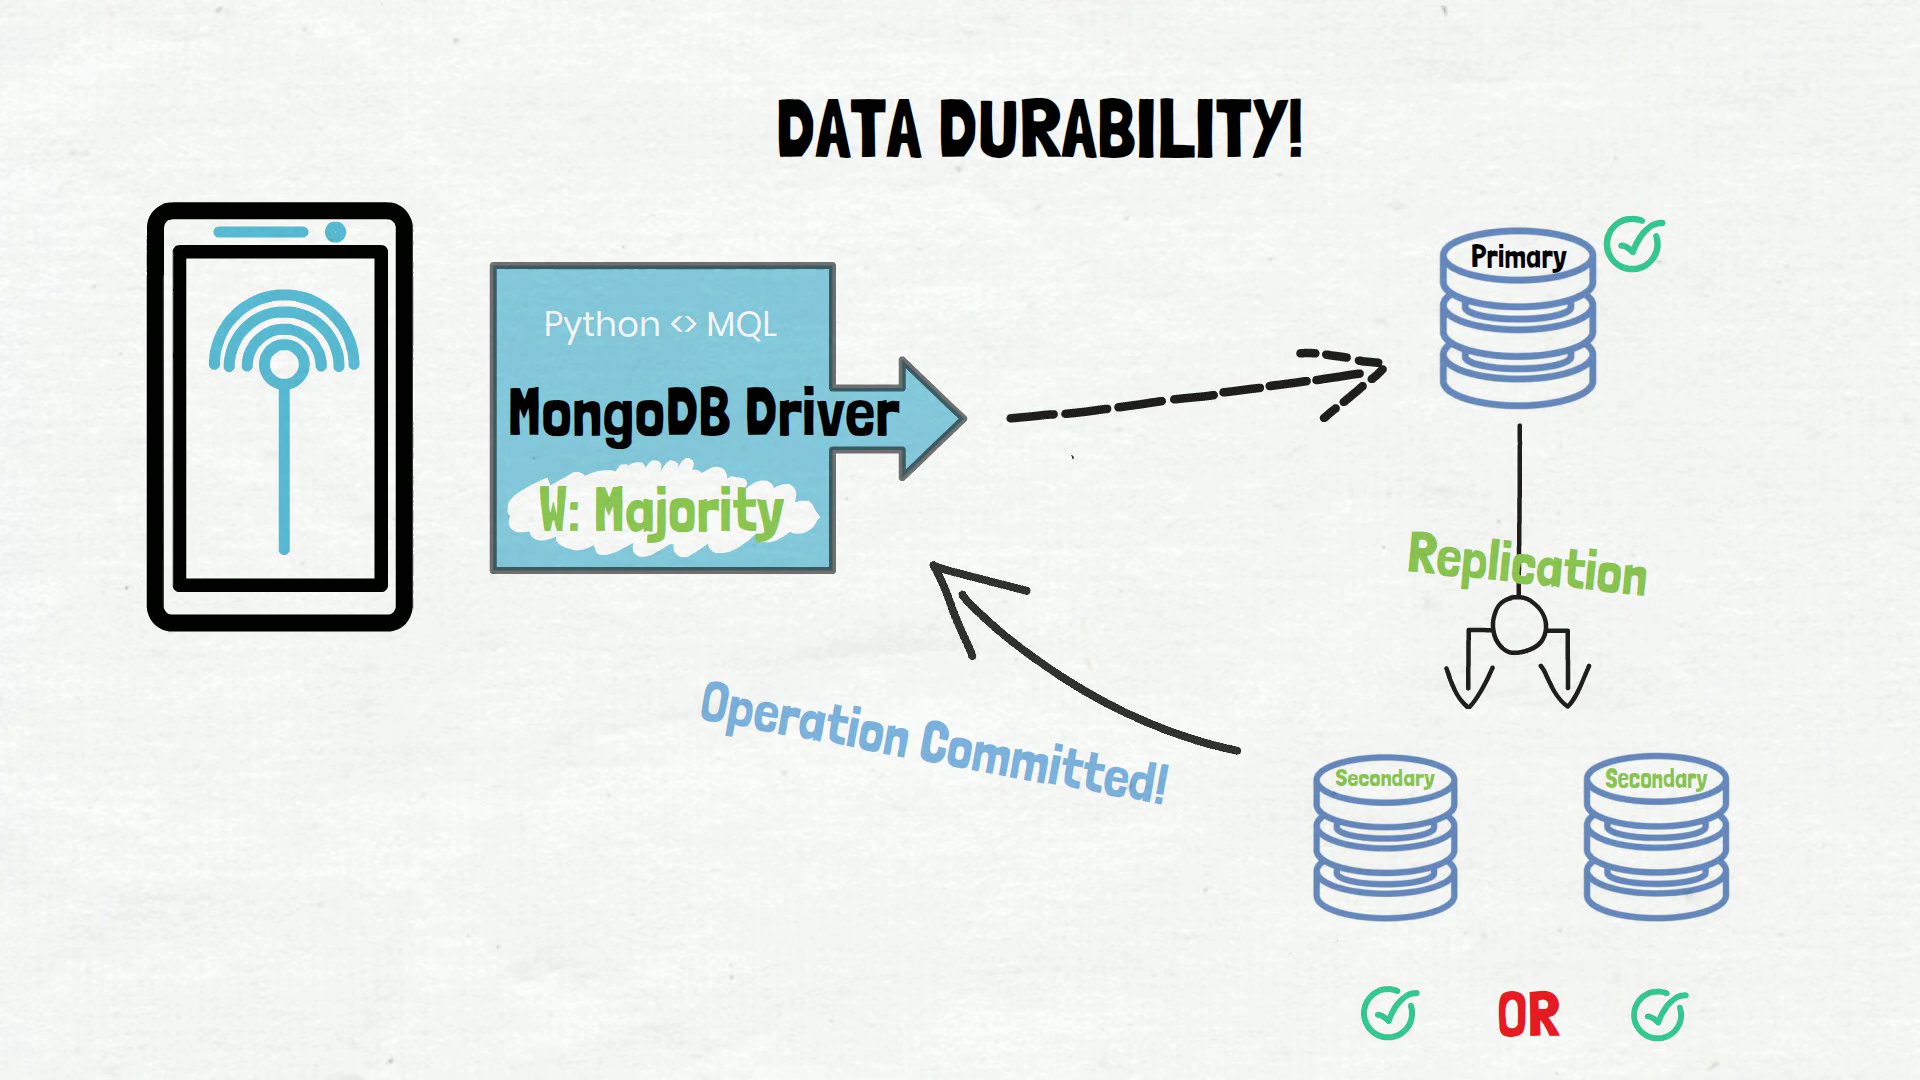 DATA DURABILITY!
Primary
Python <> MQL
MongoDB Driver
W: Majority
Replication
Operation Committed!
Secondary
Secondary
OR